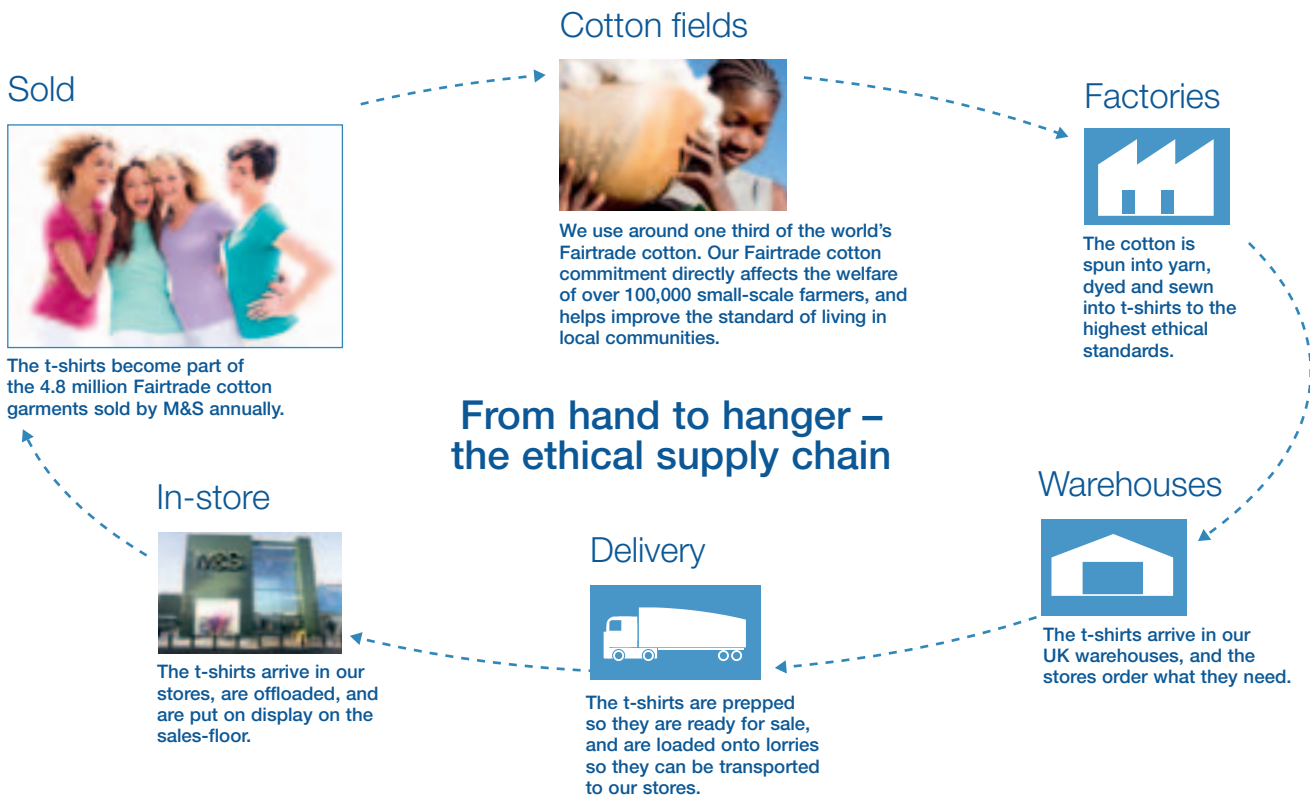 Cotton fields
We use around one third of the world's
Fairtrade cotton. Our Fairtrade cotton
commitment directly affects the welfare
of over 100,000 small-scale farmers, and
helps improve the standard of living in
local communities.
Factories
The cotton is
spun into yarn,
dyed and sewn
into t-shirts to the
highest ethical
standards.
Warehouses
The t-shirts arrive in our
UK warehouses, and the
stores order what they need.
Delivery
The t-shirts are prepped
so they are ready for sale,
and are loaded onto lorries
so they can be transported
to our stores.
In-store
M&S
The t-shirts arrive in our
stores, are offloaded, and
are put on display on the
sales-floor.
Sold
The t-shirts become part of
the 4.8 million Fairtrade cotton
garments sold by M&S annually.
From hand to hanger –
the ethical supply chain